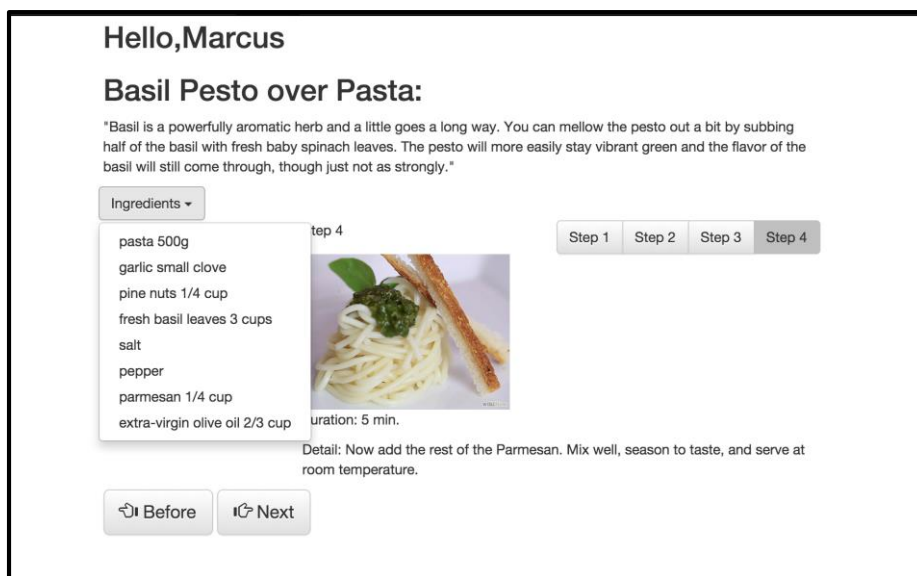 Hello,Marcus
Basil Pesto over Pasta:
"Basil is a powerfully aromatic herb and a little goes a long way. You can mellow the pesto out a bit by subbing
half of the basil with fresh baby spinach leaves. The pesto will more easily stay vibrant green and the flavor of the
basil will still come through, though just not as strongly."
Ingredients
pasta 500g
garlic small clove
pine nuts 1/4 cup
fresh basil leaves 3 cups
salt
pepper
parmesan 1/4 cup
extra-virgin olive oil 2/3 cup
tep 4
Step 1 Step 2 Step 3 Step 4
uration: 5 min.
Detail: Now add the rest of the Parmesan. Mix well, season to taste, and serve at
room temperature.
Before Next